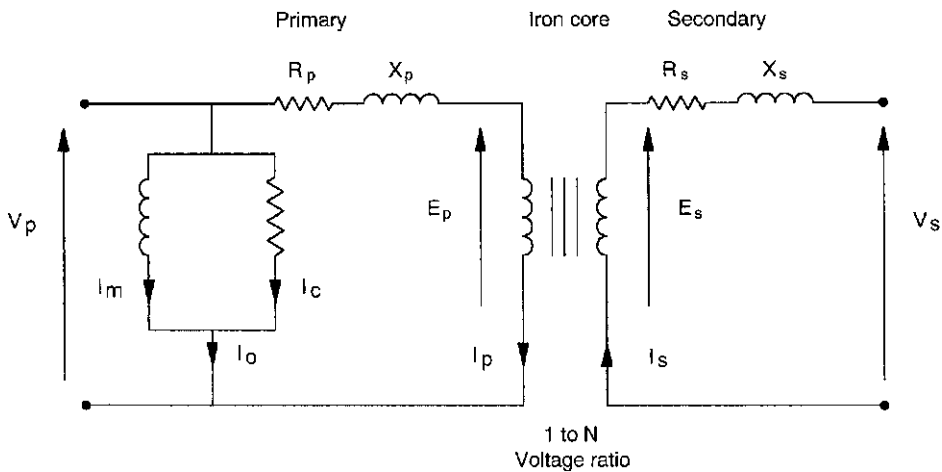 Primary Iron core Secondary
Rp Xp Rs Xs
Vp Ep Es Vs
Im Ic
Io Ip Is
1 to N
Voltage ratio